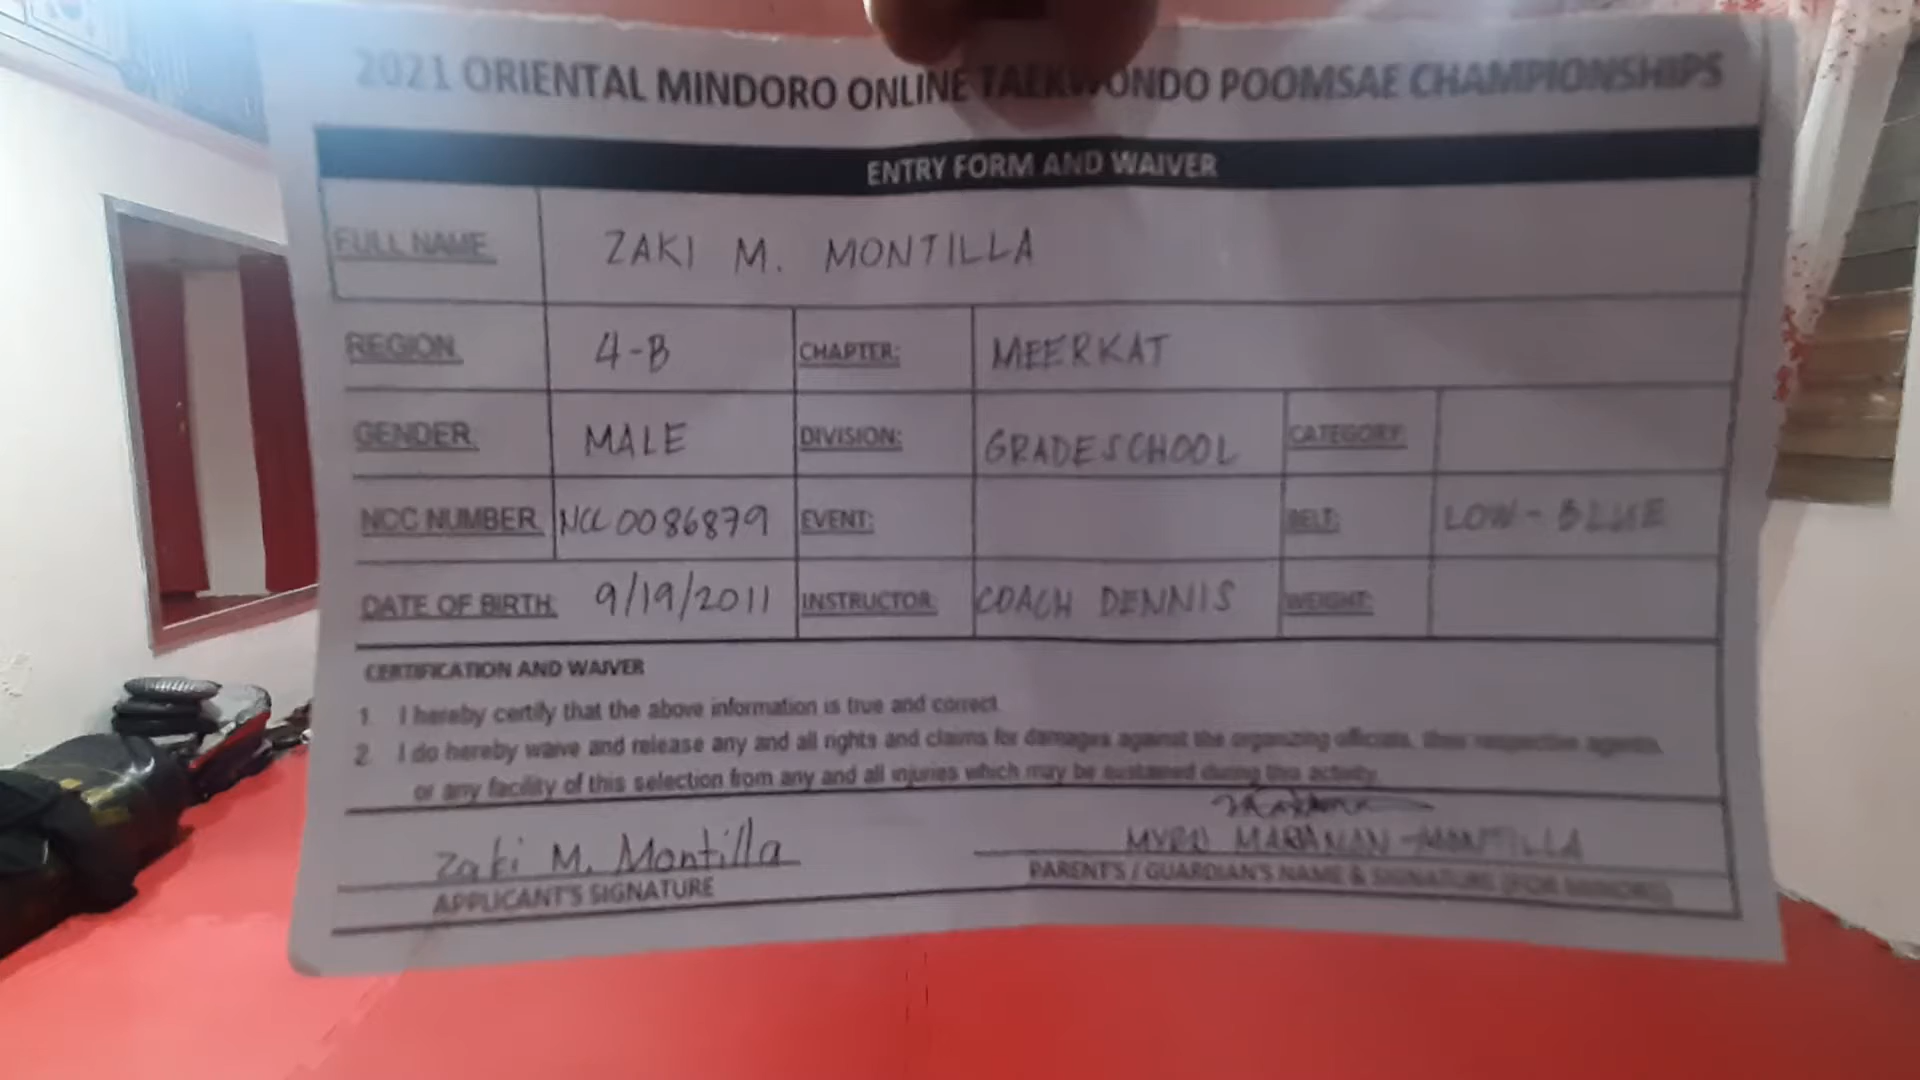 2021 ORIENTAL MINDORO ONLINE TAEKWONDO POOMSAE CHAMPIONSHIPS
ENTRY FORM AND WAIVER
FULL NAME: ZAKI M. MONTILLA
REGION: 4-B CHAPTER: MEERKAT
GENDER: MALE DIVISION: GRADESCHOOL CATEGORY:
NCC NUMBER NCC 0086879 EVENT: BELT: LOW - BLUE
DATE OF BIRTH: 9/19/2011 INSTRUCTOR: COACH DENNIS WEIGHT:
CERTIFICATION AND WAIVER
1. I hereby certify that the above information is true and correct
2. I do hereby waive and release any and all rights and claims for damages against the organizing officials, their respective agents,
or any facility of this selection from any and all injuries which may be sustained during this activity.
Zaki M. Montilla MARANAN-MONTILLA
APPLICANT'S SIGNATURE PARENT'S / GUARDIAN'S NAME & SIGNATURE (FOR MINORS)